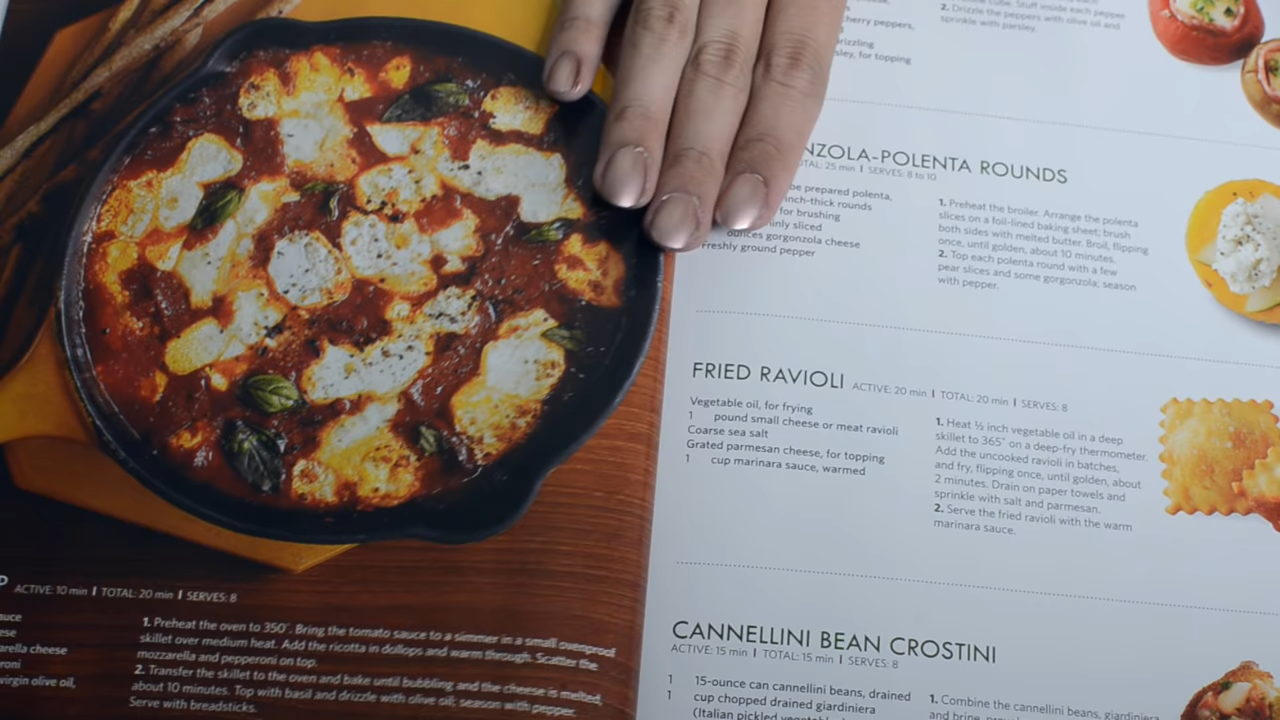 D ACTIVE: 10 min | TOTAL: 20 min | SERVES: 8
auce
ese
arella cheese
roni
virgin olive oil,
1. Preheat the oven to 350°. Bring the tomato sauce to a simmer in a small ovenproof
skillet over medium heat. Add the ricotta in dollops and warm through. Scatter the
mozzarella and pepperoni on top.
2. Transfer the skillet to the oven and bake until bubbling and the cheese is melted,
about 10 minutes. Top with basil and drizzle with olive oil; season with pepper.
Serve with breadsticks.
cherry peppers,
rizzling
sley, for topping
cube. Stuff inside each pepper.
2. Drizzle the peppers with olive oil and
sprinkle with parsley.
NZOLA-POLENTA ROUNDS
OTAL: 25 min | SERVES: 8 to 10
be prepared polenta,
inch-thick rounds
for brushing
inly sliced
ounces gorgonzola cheese
Freshly ground pepper
1. Preheat the broiler. Arrange the polenta
slices on a foil-lined baking sheet; brush
both sides with melted butter. Broil, flipping
once, until golden, about 10 minutes.
2. Top each polenta round with a few
pear slices and some gorgonzola; season
with pepper.
FRIED RAVIOLI ACTIVE: 20 min | TOTAL: 20 min | SERVES: 8
Vegetable oil, for frying
1 pound small cheese or meat ravioli
Coarse sea salt
Grated parmesan cheese, for topping
1 cup marinara sauce, warmed
1. Heat ½ inch vegetable oil in a deep
skillet to 365° on a deep-fry thermometer.
Add the uncooked ravioli in batches,
and fry, flipping once, until golden, about
2 minutes. Drain on paper towels and
sprinkle with salt and parmesan.
2. Serve the fried ravioli with the warm
marinara sauce.
CANNELLINI BEAN CROSTINI
ACTIVE: 15 min | TOTAL: 15 min | SERVES: 8
1 15-ounce can cannellini beans, drained
1 cup chopped drained giardiniera
(Italian pickled
1. Combine the cannellini beans, giardiniera
and brine,